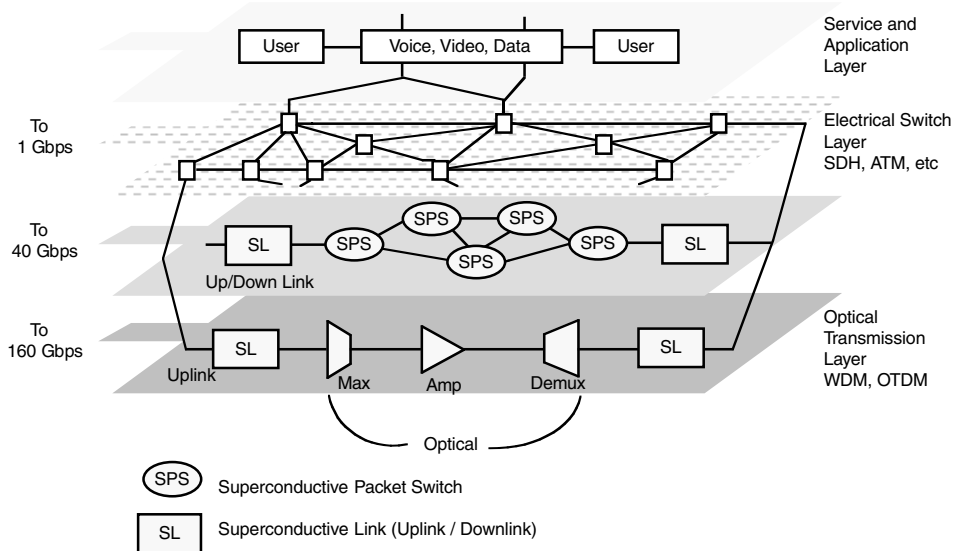 User
Voice, Video, Data
User
Service and
Application
Layer
To
1 Gbps
Electrical Switch
Layer
SDH, ATM, etc
To
40 Gbps
SL
SPS
SPS
SPS
SPS
SPS
SL
Up/Down Link
To
160 Gbps
SL
SL
Uplink
Max
Amp
Demux
Optical
Transmission
Layer
WDM, OTDM
Optical
SPS
Superconductive Packet Switch
SL
Superconductive Link (Uplink / Downlink)